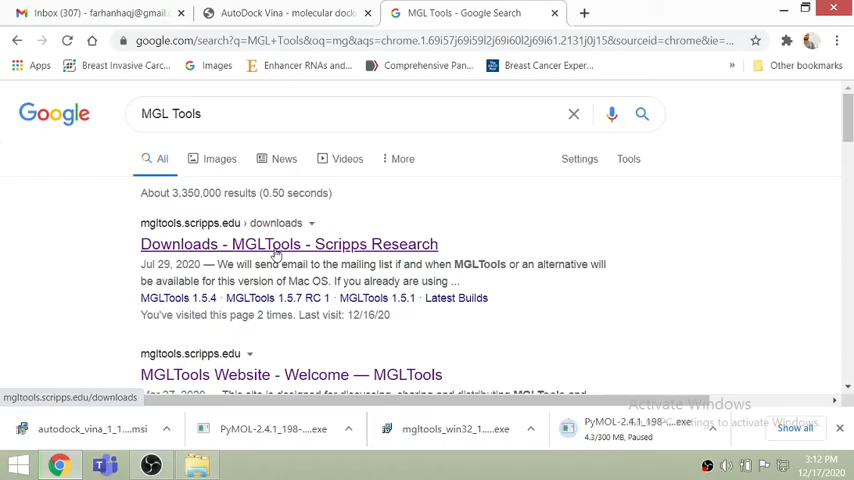 Inbox (307) - farhanhaqj@gmail.c
AutoDock Vina - molecular dock
MGL Tools - Google Search
google.com/search?q=MGL+Tools&oq=mg&aqs=chrome.1.69i57j69i59l2j69i60l2j69i61.2131j0j15&sourceid=chrome&ie=...
Apps
Breast Invasive Carc...
Images
Enhancer RNAs and...
Comprehensive Pan...
Breast Cancer Exper...
»
Other bookmarks
Google
MGL Tools
All
Images
News
Videos
More
Settings
Tools
About 3,350,000 results (0.50 seconds)
mgltools.scripps.edu › downloads
Downloads - MGLTools - Scripps Research
Jul 29, 2020 — We will send email to the mailing list if and when MGLTools or an alternative will
be available for this version of Mac OS. If you already are using ...
MGLTools 1.5.4 · MGLTools 1.5.7 RC 1 · MGLTools 1.5.1 · Latest Builds
You've visited this page 2 times. Last visit: 12/16/20
mgltools.scripps.edu
MGLTools Website - Welcome — MGLTools
mgltools.scripps.edu/downloads
Activate Windows
Settings to activate Windows.
autodock_vina_1_1....msi
PyMOL-2.4.1_198-....exe
mgltools_win32_1....exe
PyMOL-2.4.1_198-....exe
4.3/300 MB, Paused
Show all
3:12 PM
12/17/2020